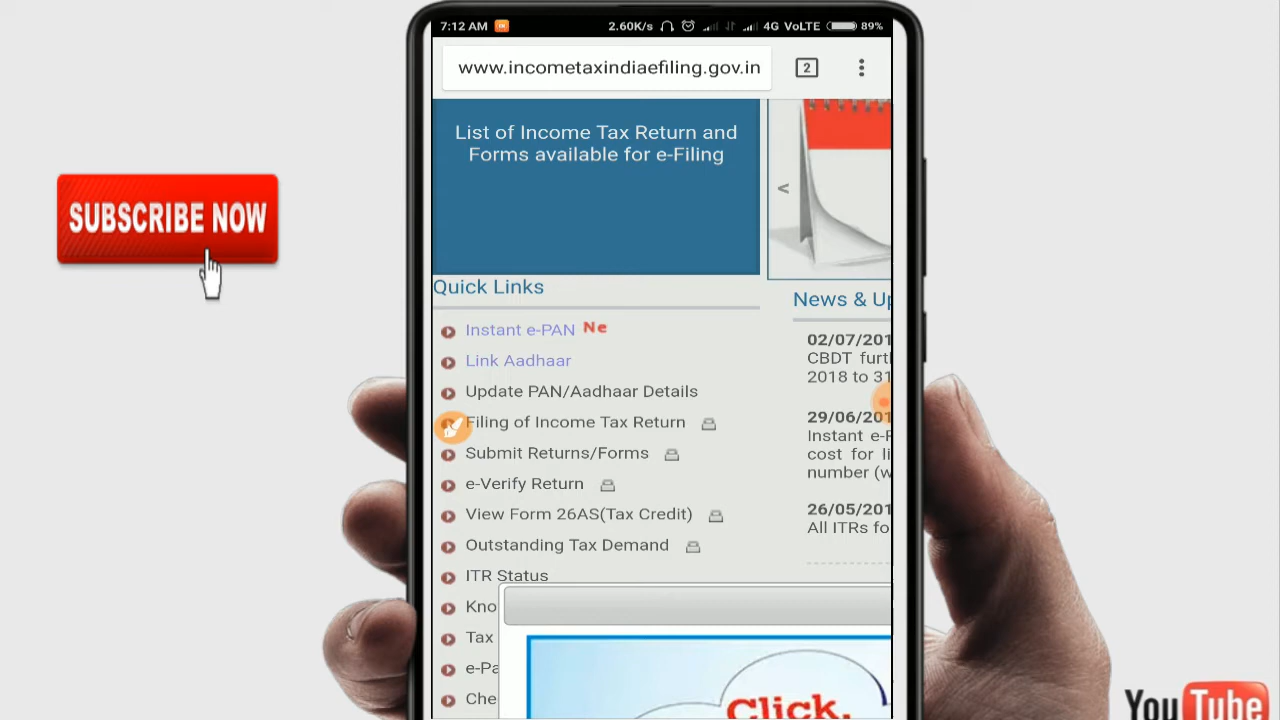 7:12 AM
2.60K/s
4G VoLTE
89%
www.incometaxindiaefiling.gov.in
2
List of Income Tax Return and
Forms available for e-Filing
<
SUBSCRIBE NOW
Quick Links
Instant e-PAN Ne
Link Aadhaar
Update PAN/Aadhaar Details
Filing of Income Tax Return
Submit Returns/Forms
e-Verify Return
View Form 26AS(Tax Credit)
Outstanding Tax Demand
ITR Status
Kno
Tax
e-Pa
Che
News & Up
02/07/201
CBDT furt
2018 to 31
29/06/201
Instant e-P
cost for li
number (w
26/05/201
All ITRs fo
Click.
YouTube